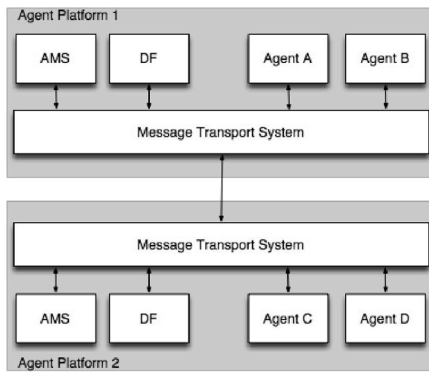 Agent Platform 1
AMS DF Agent A Agent B
Message Transport System
Message Transport System
AMS DF Agent C Agent D
Agent Platform 2